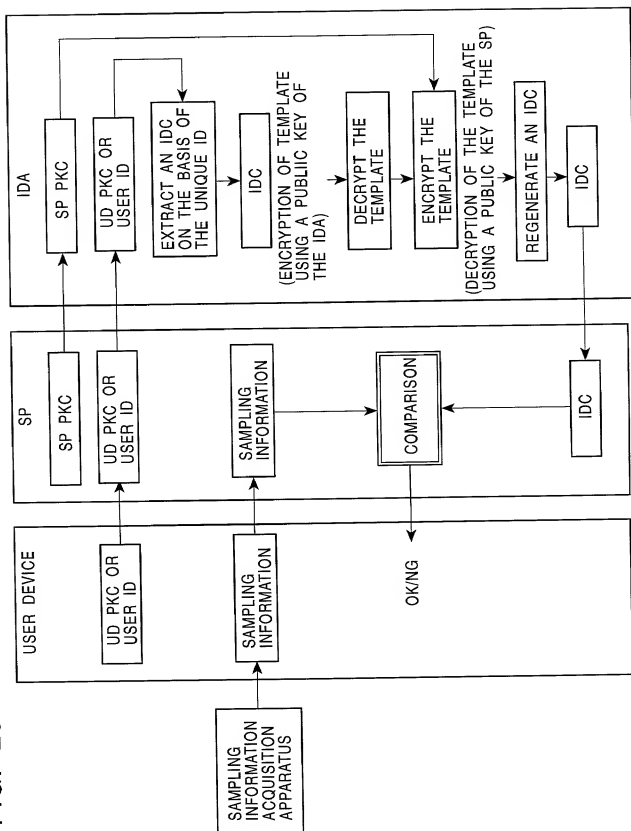 USER DEVICE
SP
IDA
UD PKC OR
USER ID
SP PKC
UD PKC OR
USER ID
SP PKC
UD PKC OR
USER ID
EXTRACT AN IDC
ON THE BASIS OF
THE UNIQUE ID
IDC
(ENCRYPTION OF TEMPLATE
USING A PUBLIIC KEY OF
THE IDA)
DECRYPT THE
TEMPLATE
ENCRYPT THE
TEMPLATE
(DECRYPTION OF THE TEMPLATE
USING A PUBLIC KEY OF THE SP)
REGENERATE AN IDC
IDC
SAMPLING
INFORMATION
ACQUISITION
APPARATUS
SAMPLING
INFORMATION
SAMPLING
INFORMATION
COMPARISON
OK/NG
IDC